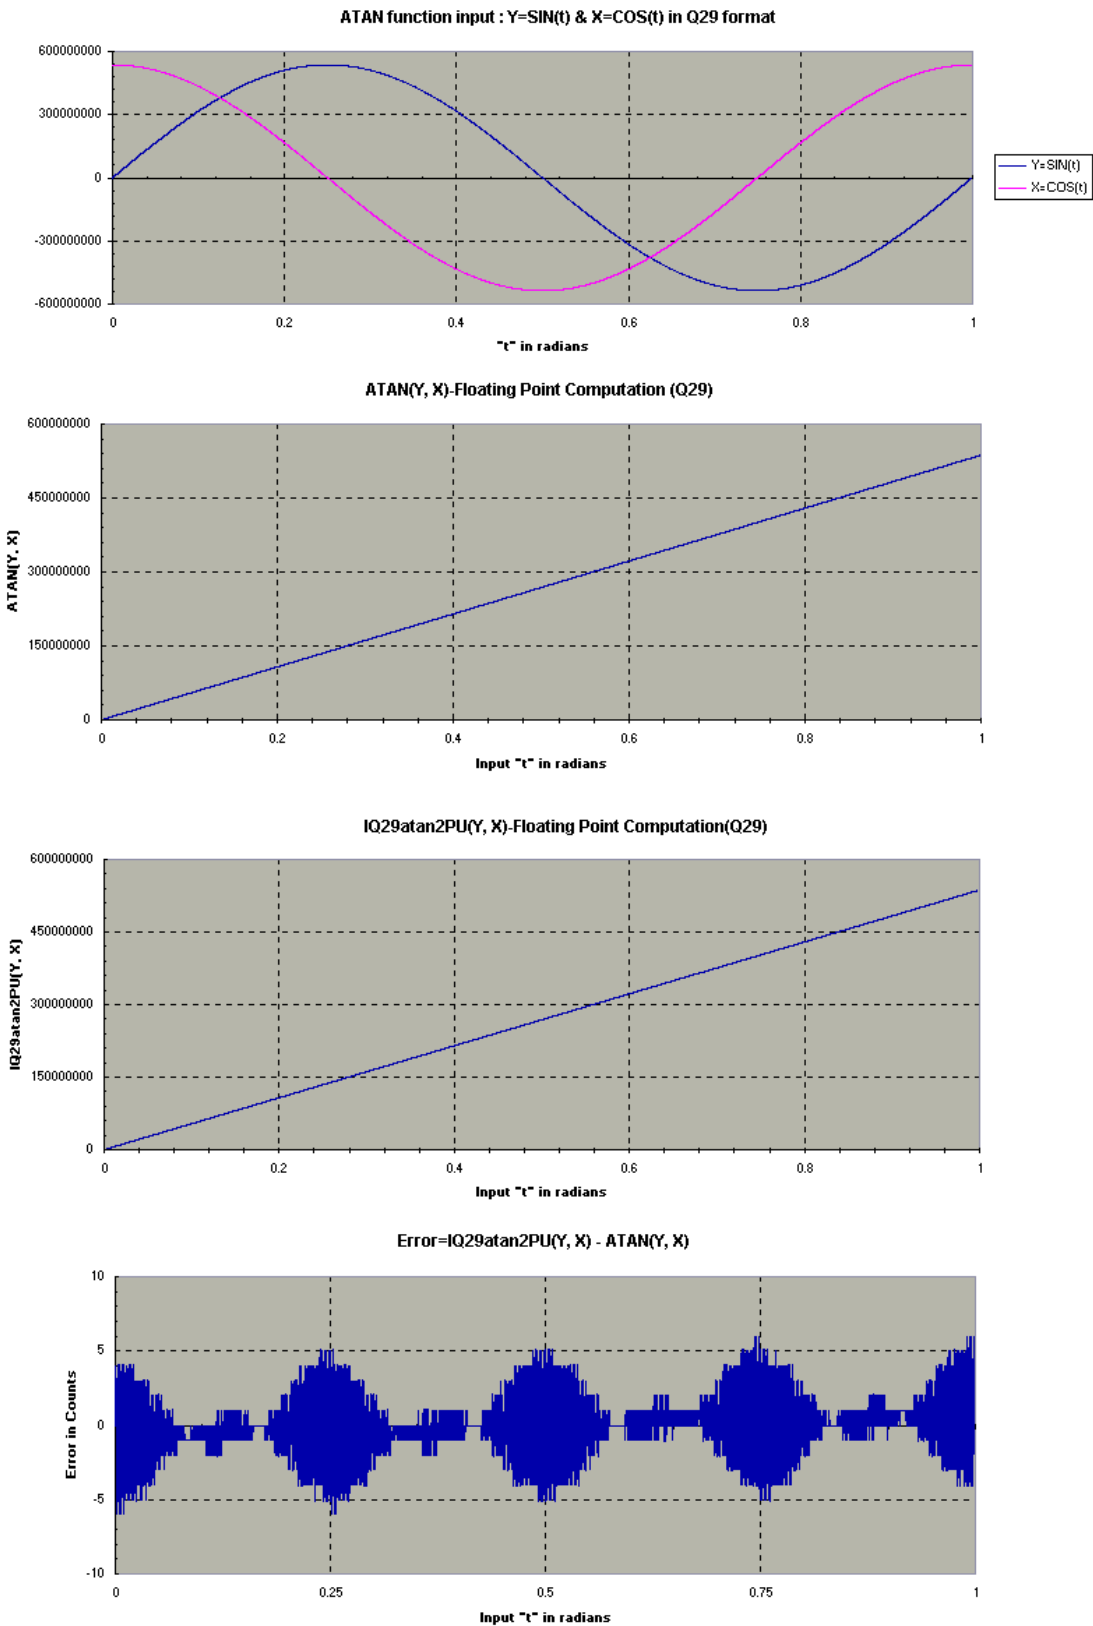 ATAN function input : Y=SIN(t) & X=COS(t) in Q29 format
600000000
300000000
0
-300000000
-600000000
0 0.2 0.4 0.6 0.8 1
"t" in radians
Y=SIN(t)
X=COS(t)
ATAN(Y, X)-Floating Point Computation (Q29)
600000000
450000000
300000000
150000000
0
ATAN(Y, X)
0 0.2 0.4 0.6 0.8 1
Input "t" in radians
IQ29atan2PU(Y, X)-Floating Point Computation(Q29)
600000000
450000000
300000000
150000000
0
IQ29atan2PU(Y, X)
0 0.2 0.4 0.6 0.8 1
Input "t" in radians
Error=IQ29atan2PU(Y, X) - ATAN(Y, X)
10
5
0
-5
-10
Error in Counts
0 0.25 0.5 0.75 1
Input "t" in radians